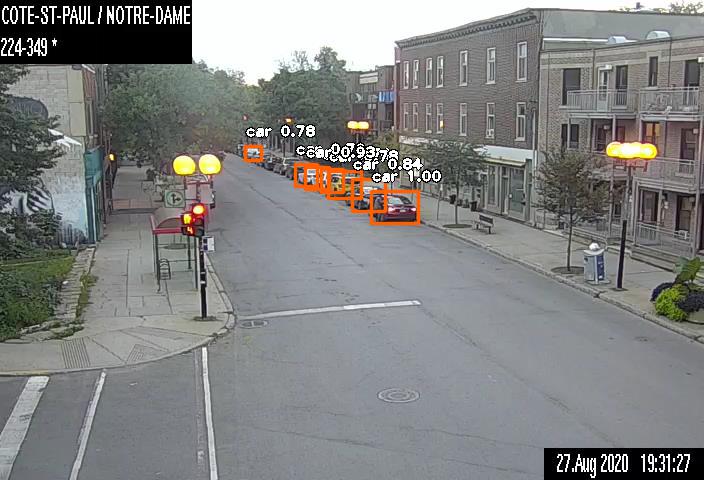 COTE-ST-PAUL / NOTRE-DAME
224-349 *
car 0.78
car 0.84
car 1.00
27.Aug 2020 19:31:27